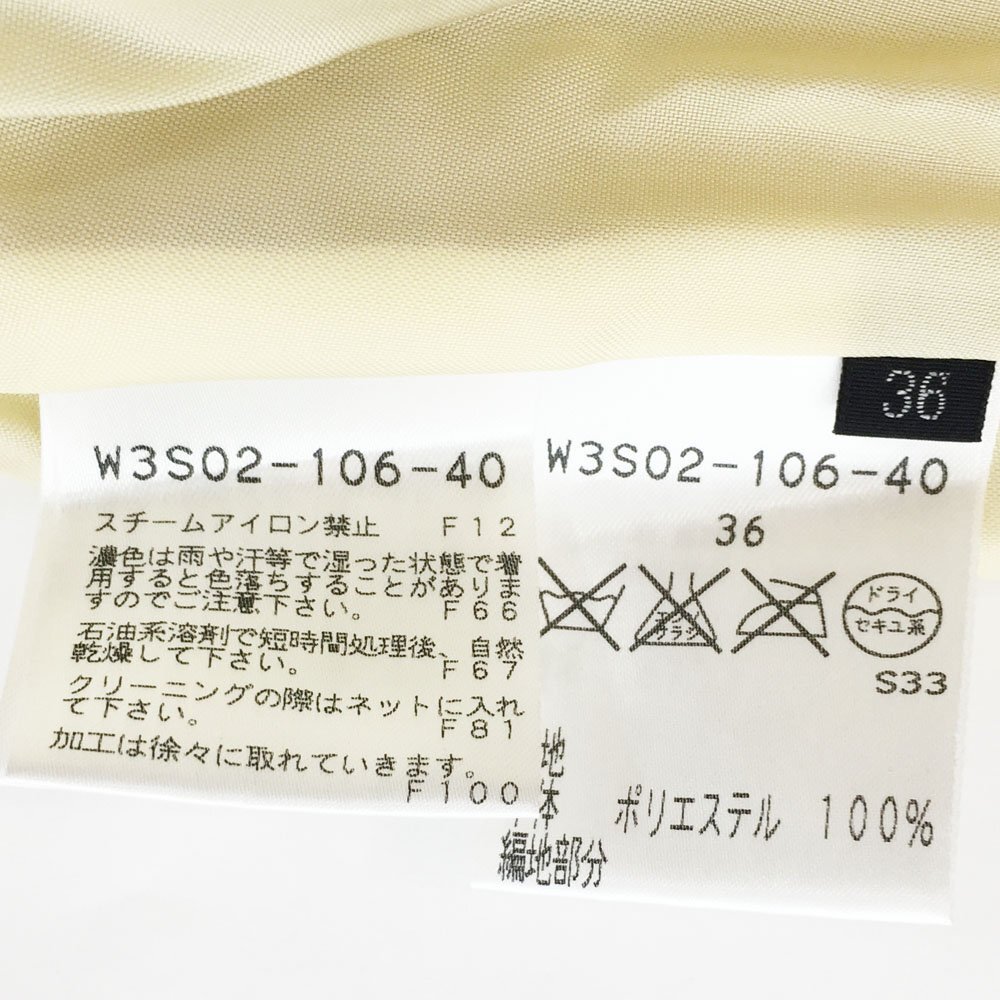 36
W3S02-106-40
スチームアイロン禁止 F12
濃色は雨や汗等で湿った状態で着
用すると色落ちすることがありま
すのでご注意下さい。 F66
石油系溶剤で短時間処理後、自然
乾燥して下さい。 F67
クリーニングの際はネットに入れ
て下さい。 F81
加工は徐々に取れていきます。
F100
W3S02-106-40
36
エンソ
サラシ
ドライ
セキユ系
S33
地
体 ポリエステル 100%
編地部分